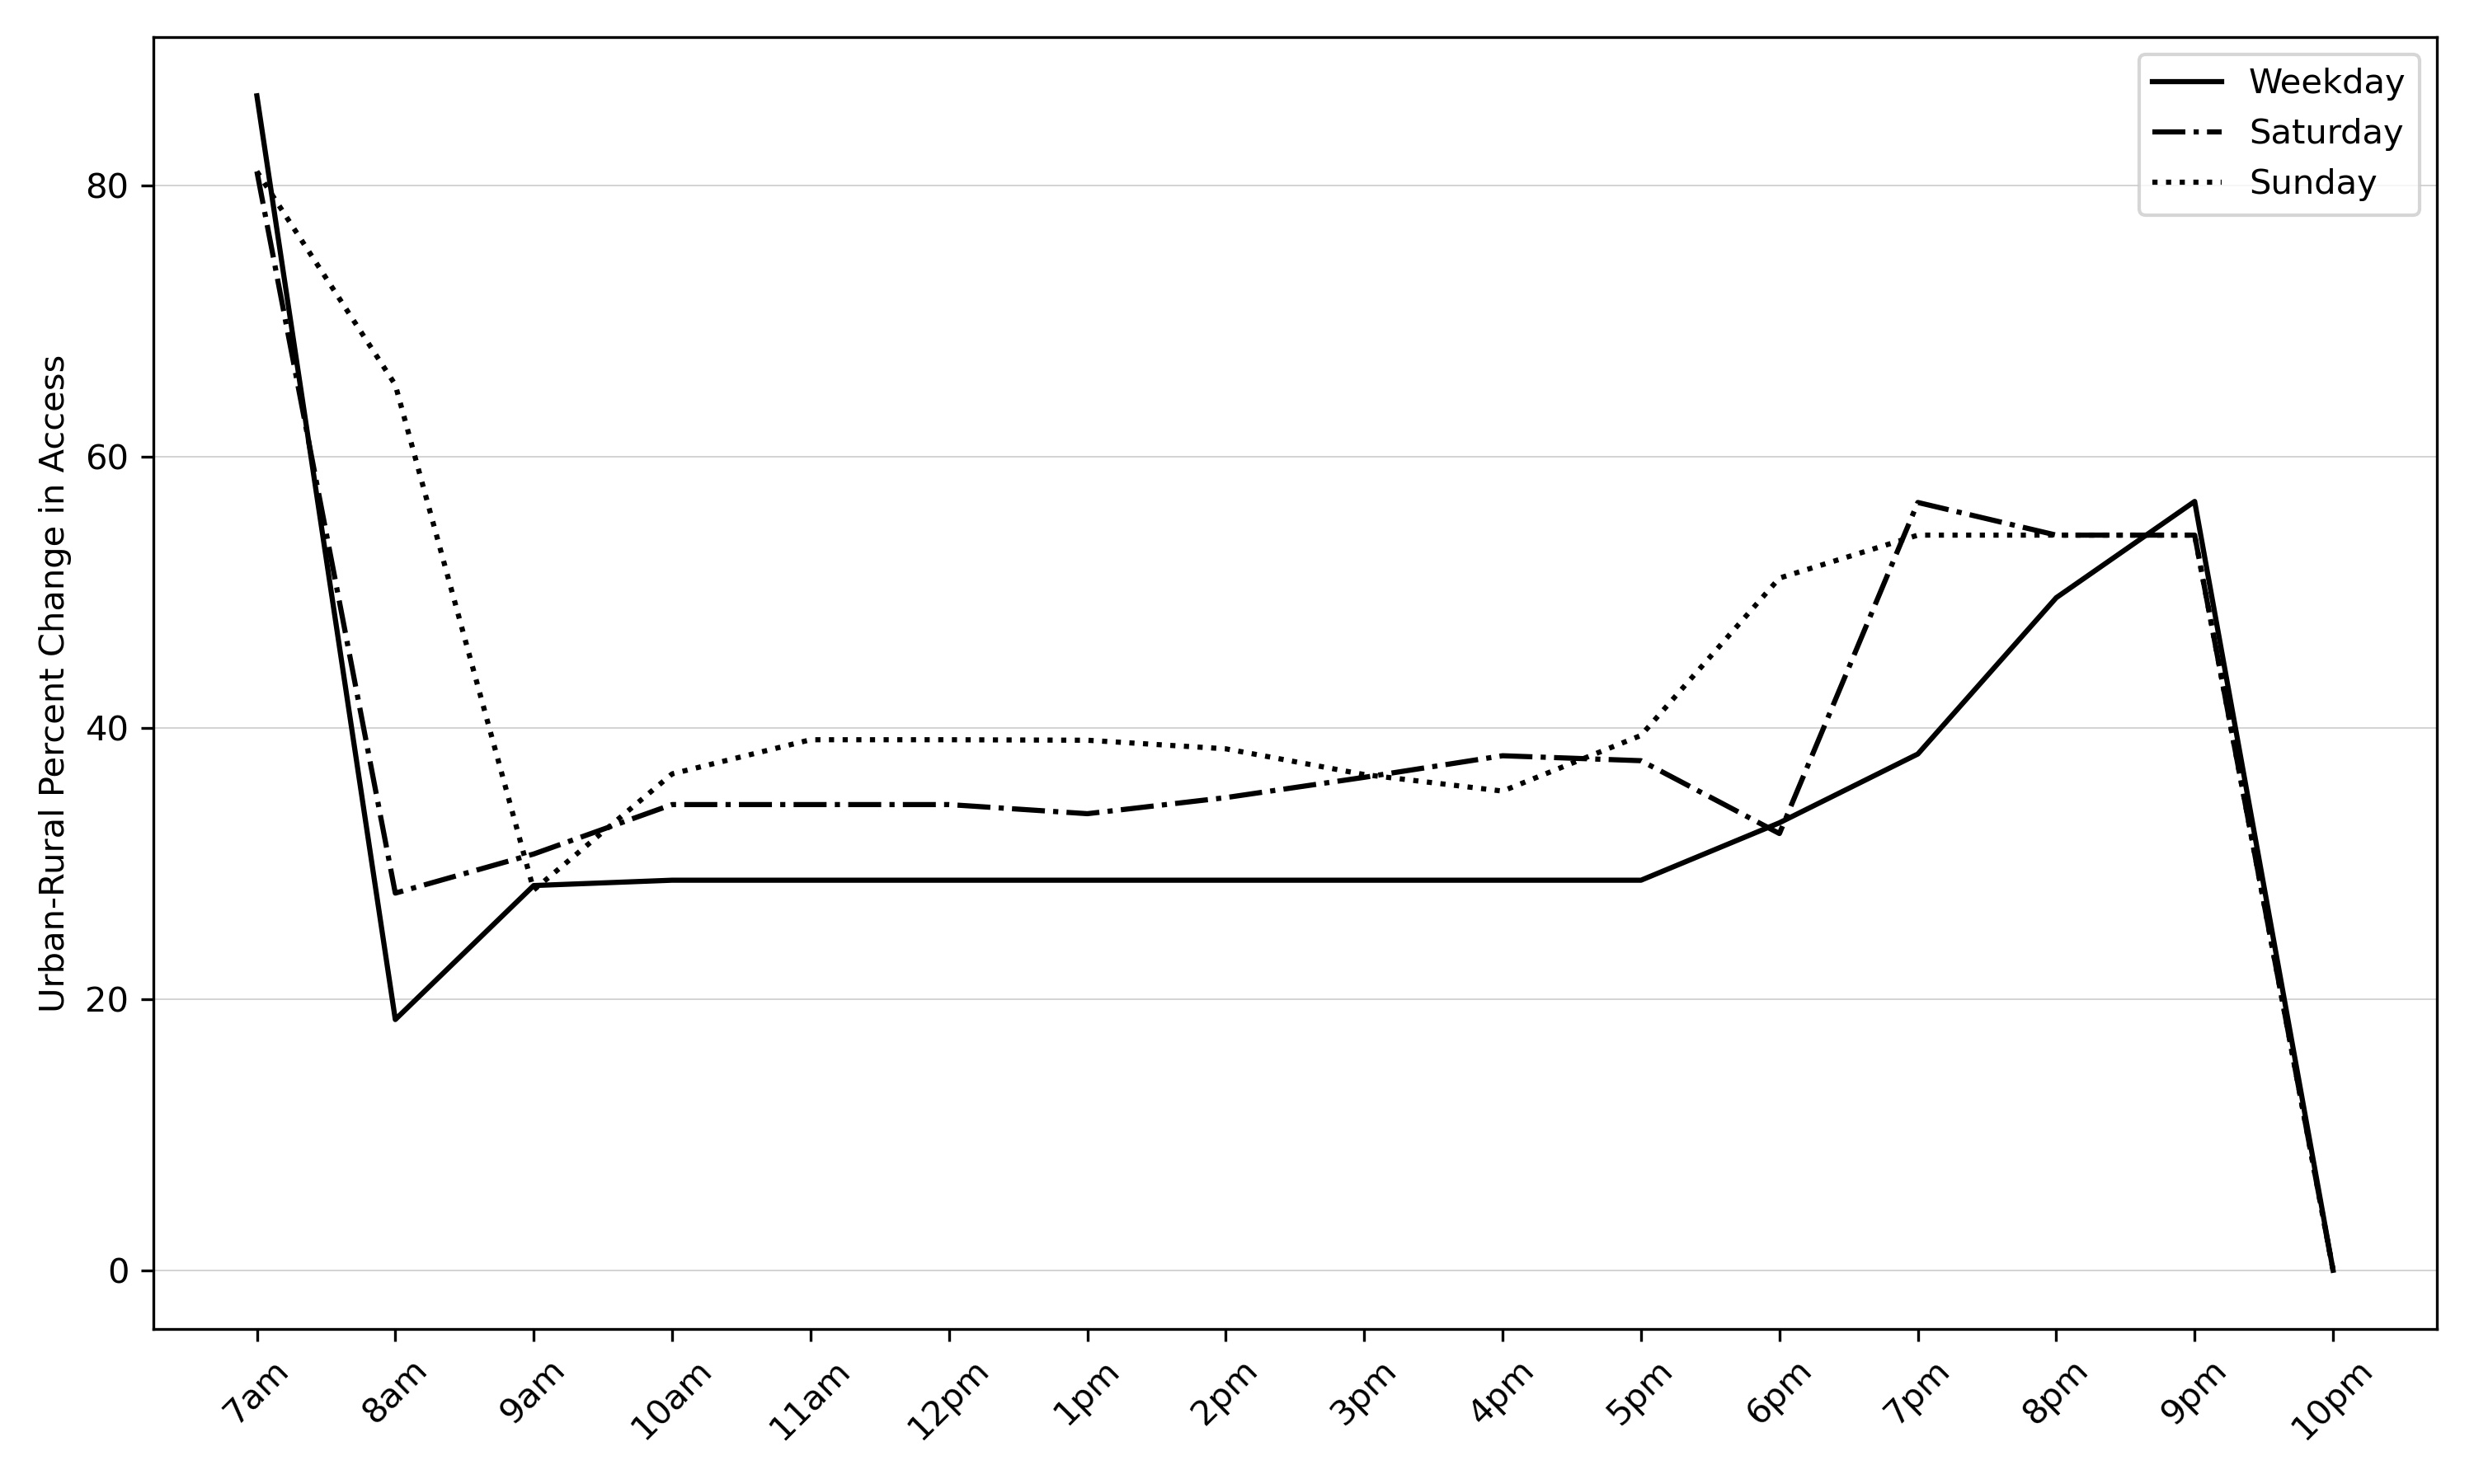 Weekday
Saturday
Sunday
Urban-Rural Percent Change in Access
80
60
40
20
0
7am
8am
9am
10am
11am
12pm
1pm
2pm
3pm
4pm
5pm
6pm
7pm
8pm
9pm
10pm